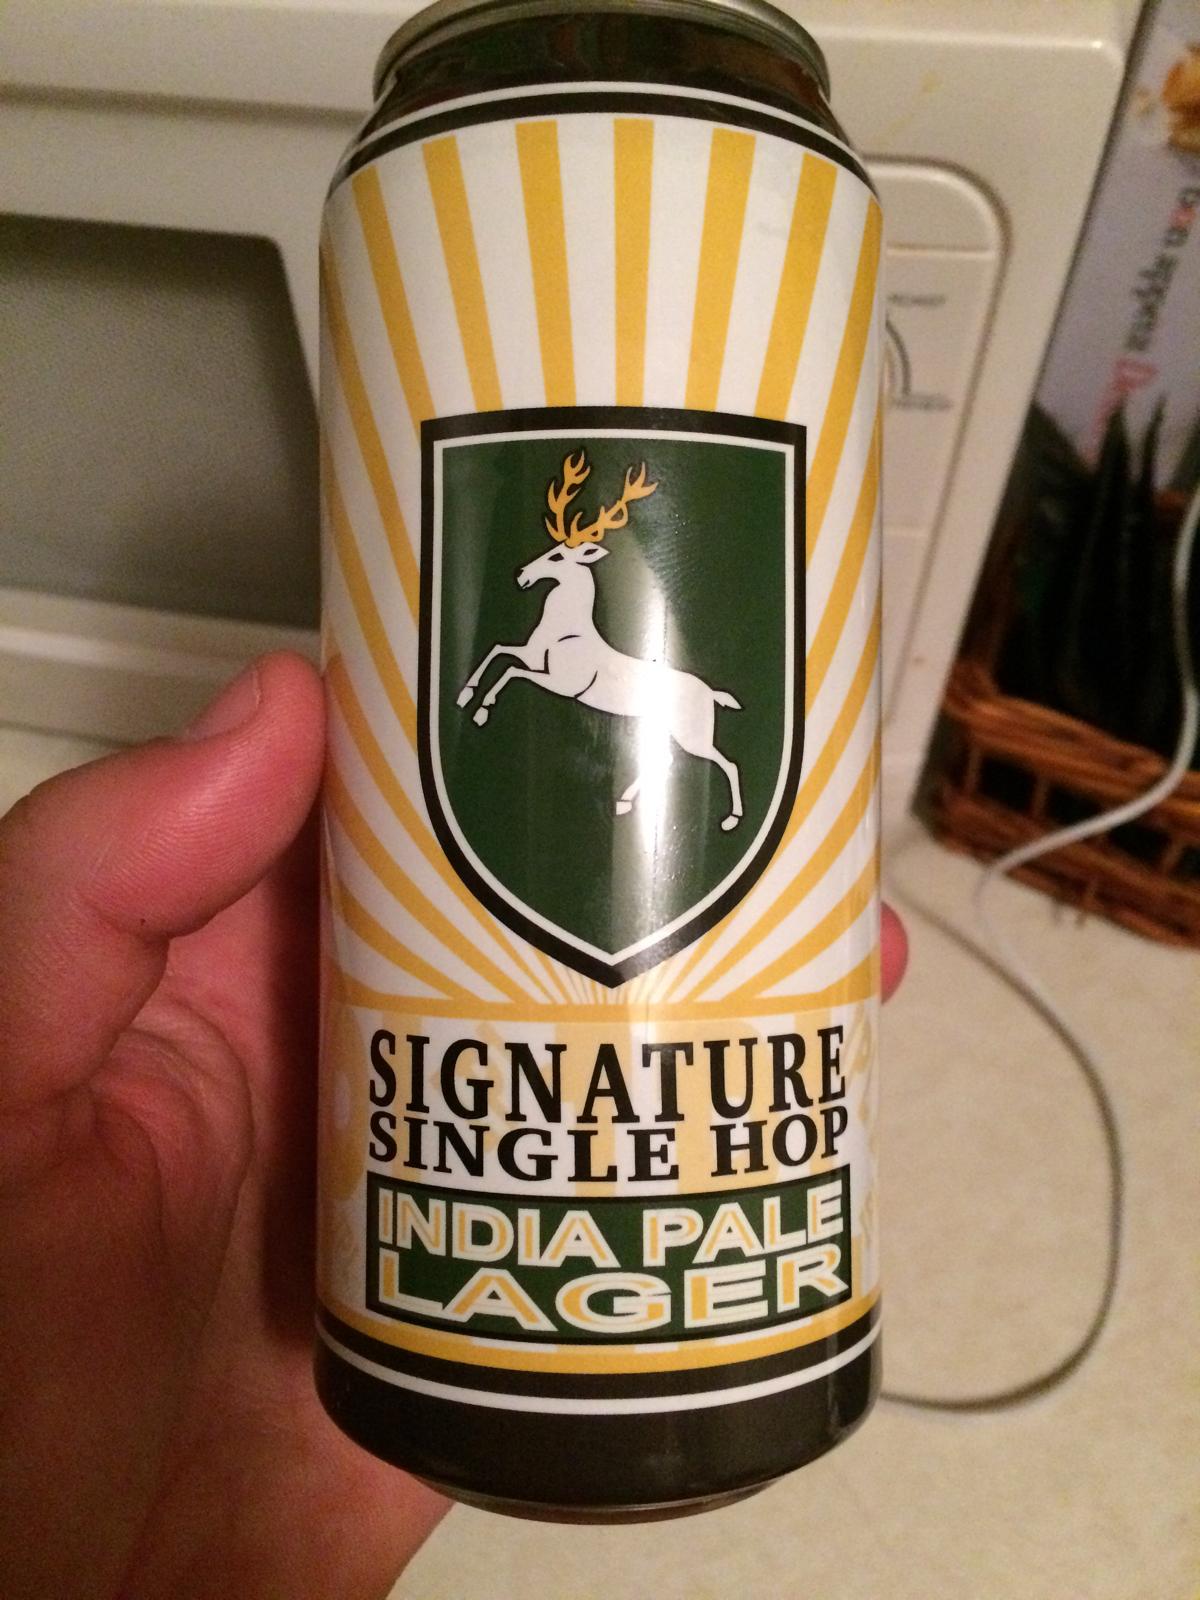 SIGNATURE
SINGLE HOP
INDIA PALE
LAGER